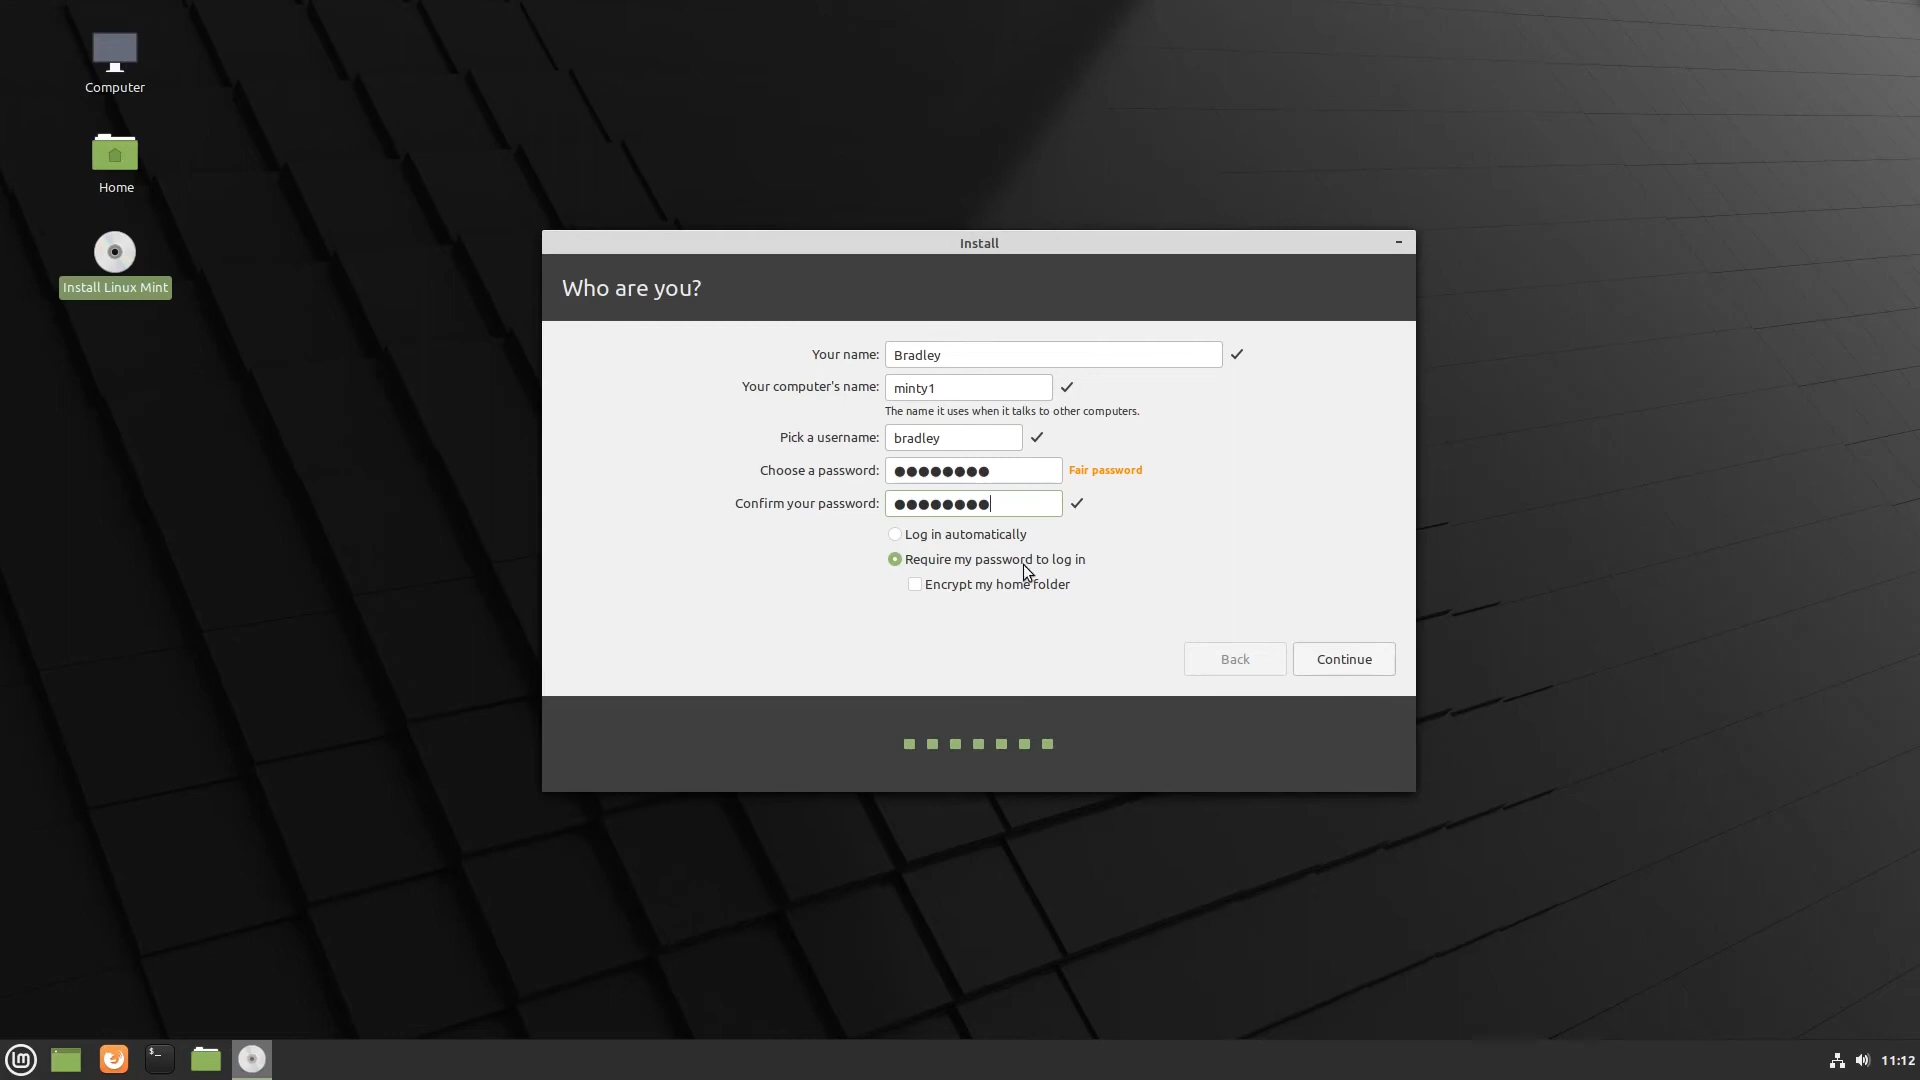 Computer
Home
Install Linux Mint
Install
Who are you?
Your name: Bradley
Your computer's name: minty1
The name it uses when it talks to other computers.
Pick a username: bradley
Choose a password: ●●●●●●●● Fair password
Confirm your password: ●●●●●●●●
Log in automatically
Require my password to log in
Encrypt my home folder
Back Continue
11:12